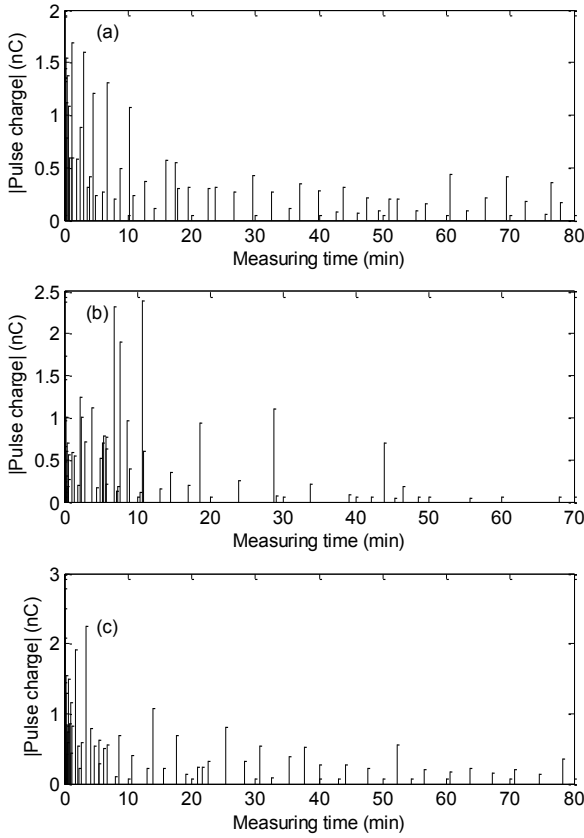 (a)
|Pulse charge| (nC)
2
1.5
1
0.5
0
0 10 20 30 40 50 60 70 80
Measuring time (min)
(b)
|Pulse charge| (nC)
2.5
2
1.5
1
0.5
0
0 10 20 30 40 50 60 70
Measuring time (min)
(c)
|Pulse charge| (nC)
3
2
1
0
0 10 20 30 40 50 60 70 80
Measuring time (min)